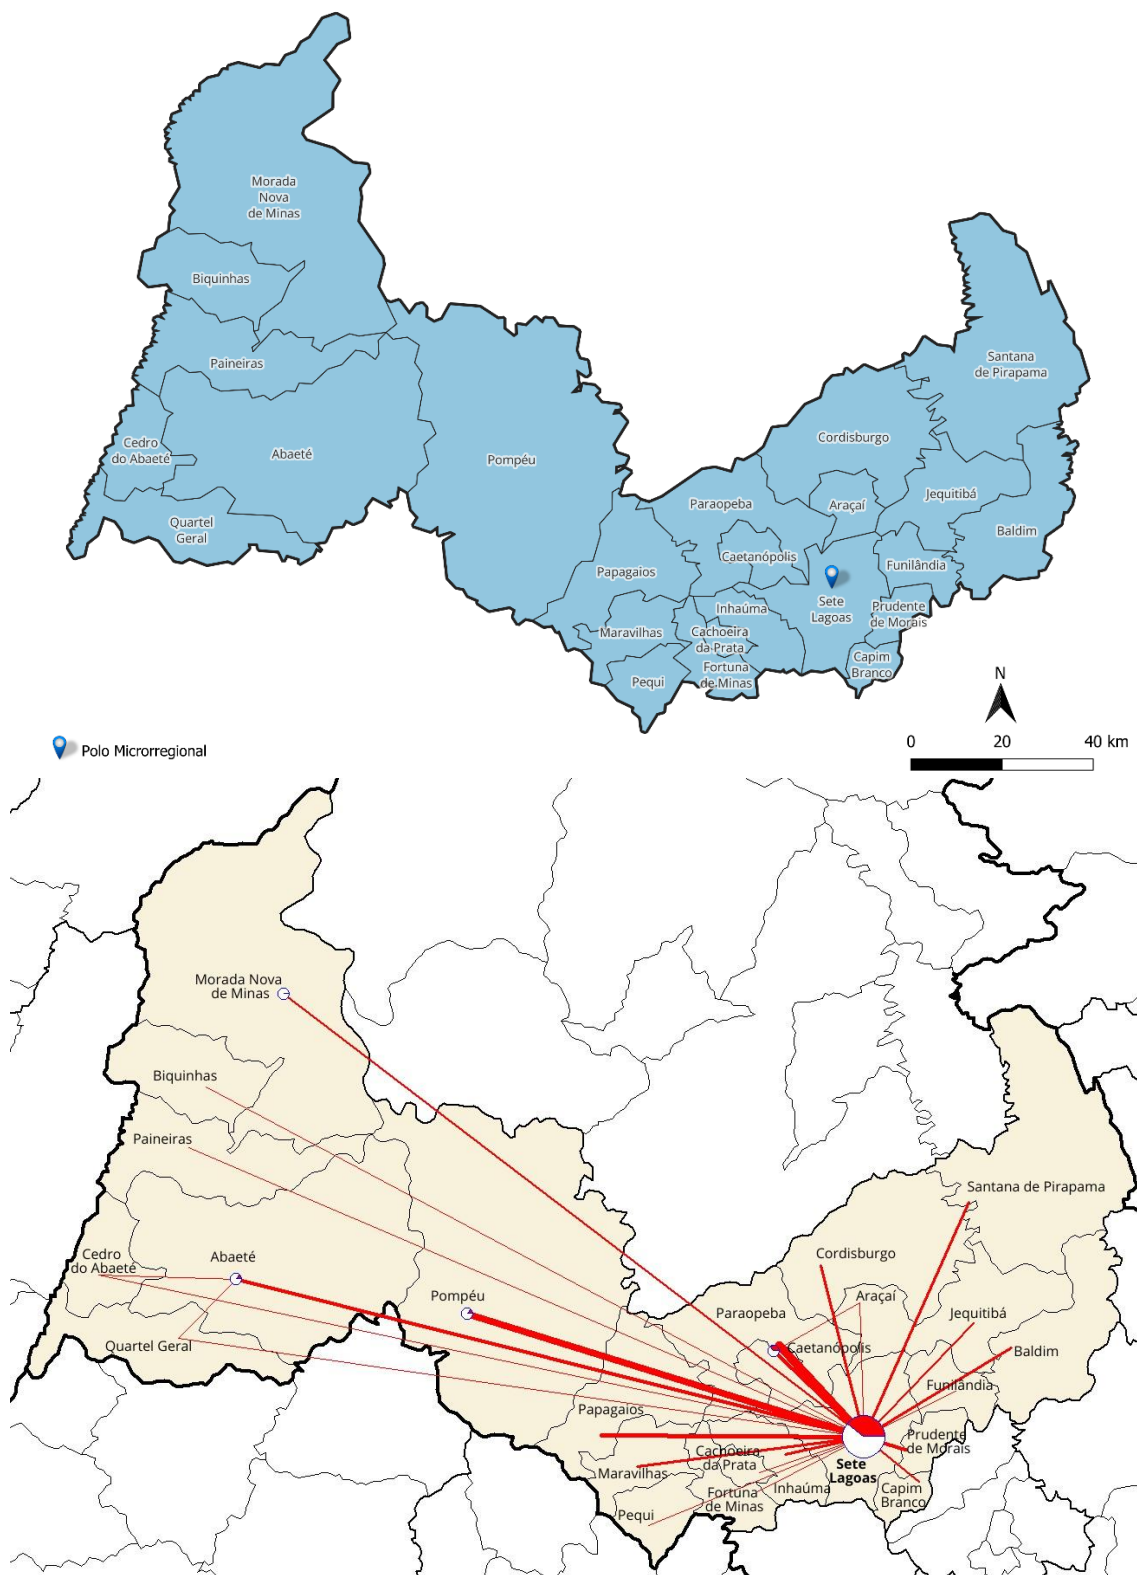 Morada
Nova
de Minas
Biquinhas
Paineiras
Santana
de Pirapama
Cedro
do Abaeté
Abaeté
Pompéu
Cordisburgo
Quartel
Geral
Paraopeba
Araçaí
Jequitibá
Baldim
Caetanópolis
Funilândia
Papagaios
Sete
Lagoas
Prudente
de Morais
Inhaúma
Maravilhas
Cachoeira
da Prata
Capim
Branco
Pequi
Fortuna
de Minas
N
Polo Microrregional
0 20 40 km
Morada Nova
de Minas
Biquinhas
Paineiras
Santana de Pirapama
Cedro
do Abaeté
Abaeté
Cordisburgo
Pompéu
Araçaí
Paraopeba
Jequitibá
Quartel Geral
Caetanópolis
Baldim
Funilândia
Papagaios
Prudente
de Morais
Cachoeira
da Prata
Sete
Lagoas
Maravilhas
Fortuna
de Minas
Inhaúma
Capim
Branco
Pequi